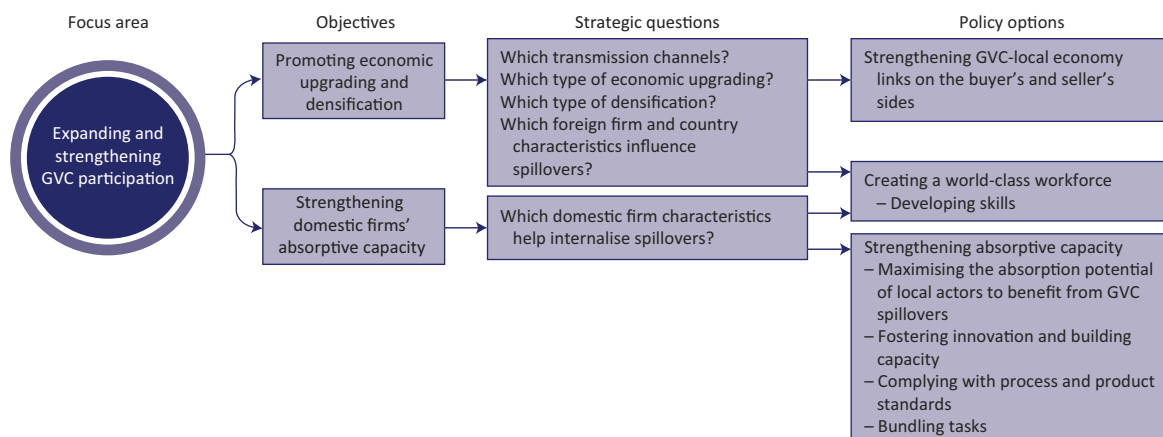 Focus area
Objectives
Strategic questions
Policy options
Expanding and
strengthening
GVC participation
Promoting economic
upgrading and
densification
Strengthening
domestic firms’
absorptive capacity
Which transmission channels?
Which type of economic upgrading?
Which type of densification?
Which foreign firm and country
characteristics influence
spillovers?
Which domestic firm characteristics
help internalise spillovers?
Strengthening GVC-local economy
links on the buyer’s and seller’s
sides
Creating a world-class workforce
– Developing skills
Strengthening absorptive capacity
– Maximising the absorption potential
of local actors to benefit from GVC
spillovers
– Fostering innovation and building
capacity
– Complying with process and product
standards
– Bundling tasks